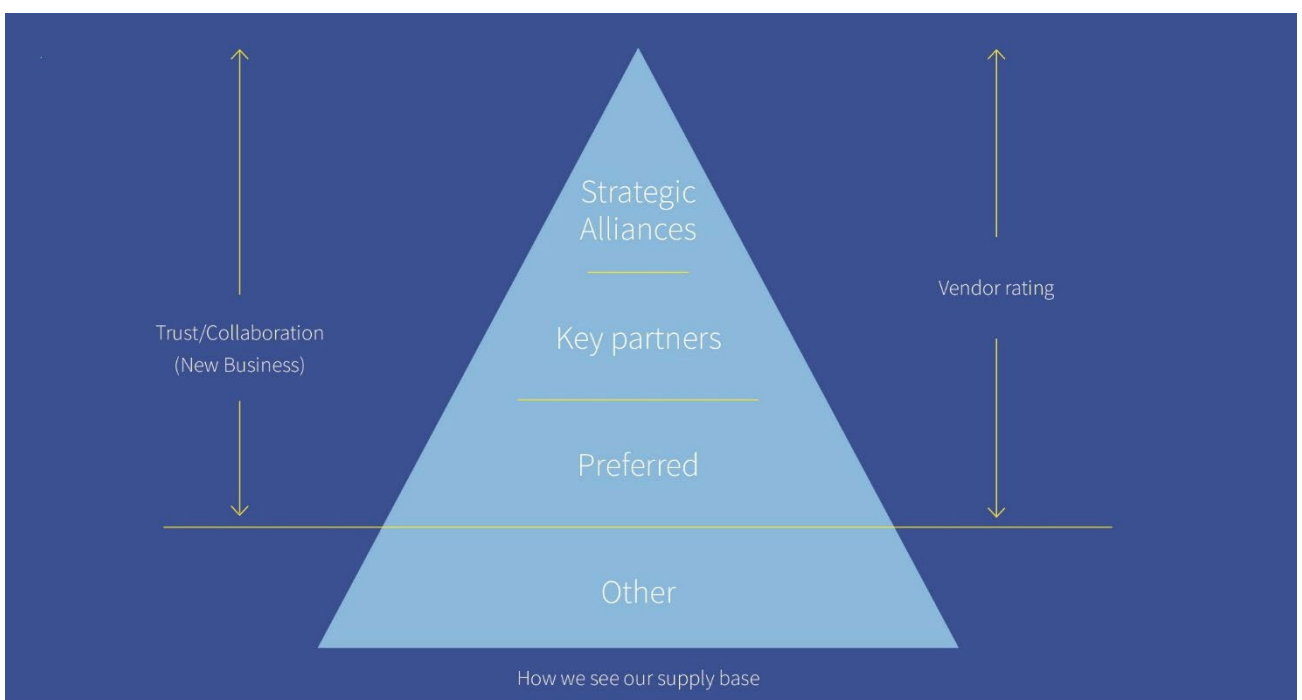 Strategic
Alliances
Vendor rating
Trust/Collaboration
(New Business)
Key partners
Preferred
Other
How we see our supply base